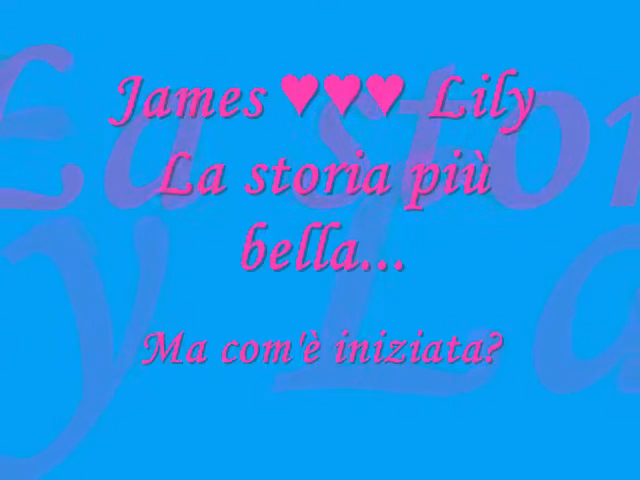 James ♥♥♥ Lily
La storia più
bella...
Ma com'è iniziata?